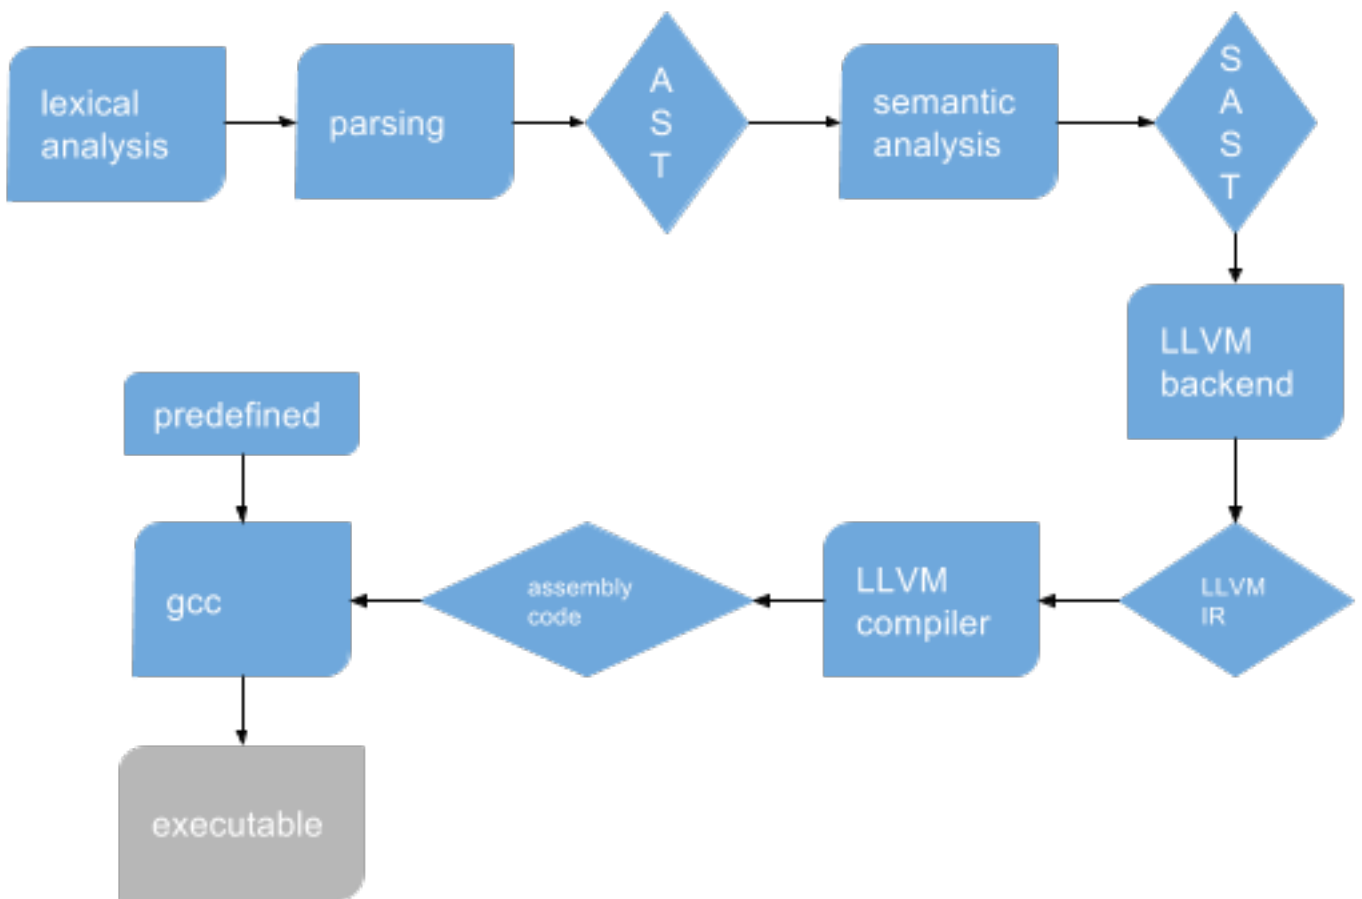 lexical
analysis
parsing
A
S
T
semantic
analysis
S
A
S
T
LLVM
backend
predefined
gcc
assembly
code
LLVM
compiler
LLVM
IR
executable